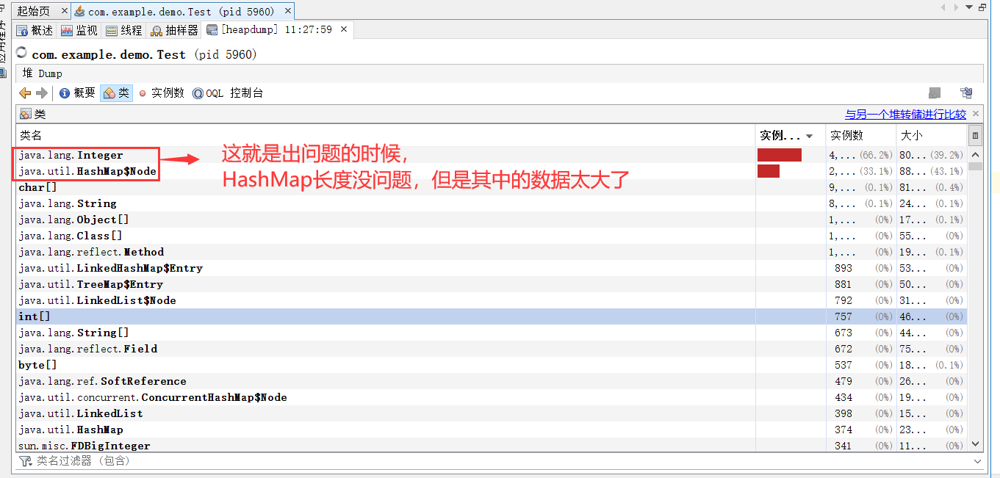 起始页
com.example.demo.Test (pid 5960)
概述 监视 线程 抽样器 [heapdump] 11:27:59
com.example.demo.Test (pid 5960)
堆 Dump
概要 类 实例数 OQL 控制台
类 与另一个堆转储进行比较
类名 实例... 实例数 大小
java.lang.Integer 4,... (66.2%) 80... (39.2%)
java.util.HashMap$Node 2,... (33.1%) 88... (43.1%)
这就是出问题的时候，
HashMap长度没问题，但是其中的数据太大了
char[] 9,... (0.1%) 81... (0.4%)
java.lang.String 8,... (0.1%) 24... (0.1%)
java.lang.Object[] 1,... (0%) 17... (0.1%)
java.lang.Class[] 1,... (0%) 55... (0%)
java.lang.reflect.Method 1,... (0%) 19... (0.1%)
java.util.LinkedHashMap$Entry 893 (0%) 53... (0%)
java.util.TreeMap$Entry 881 (0%) 50... (0%)
java.util.LinkedList$Node 792 (0%) 31... (0%)
int[] 757 (0%) 46... (0%)
java.lang.String[] 673 (0%) 44... (0%)
java.lang.reflect.Field 672 (0%) 75... (0%)
byte[] 537 (0%) 18... (0.1%)
java.lang.ref.SoftReference 479 (0%) 26... (0%)
java.util.concurrent.ConcurrentHashMap$Node 434 (0%) 19... (0%)
java.util.LinkedList 398 (0%) 15... (0%)
java.util.HashMap 374 (0%) 23... (0%)
sun.misc.FDBigInteger 341 (0%) 11... (0%)
类名过滤器 （包含）